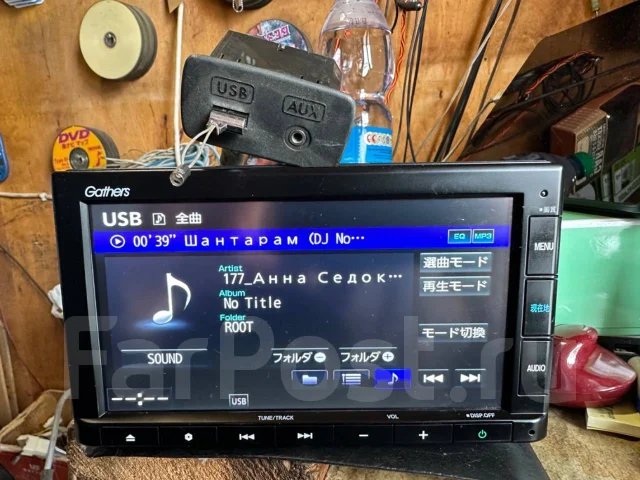 USB
AUX
DVD
Gathers
USB 全曲
00'39" Шантарам (DJ No…
EQ MP3
Artist
177_Анна Седок…
Album
No Title
Folder
ROOT
選曲モード
再生モード
モード切換
SOUND
フォルダ− フォルダ+
--:--
USB
MENU
現在地
AUDIO
TUNE/TRACK
VOL
DISP.OFF
FarPost.ru